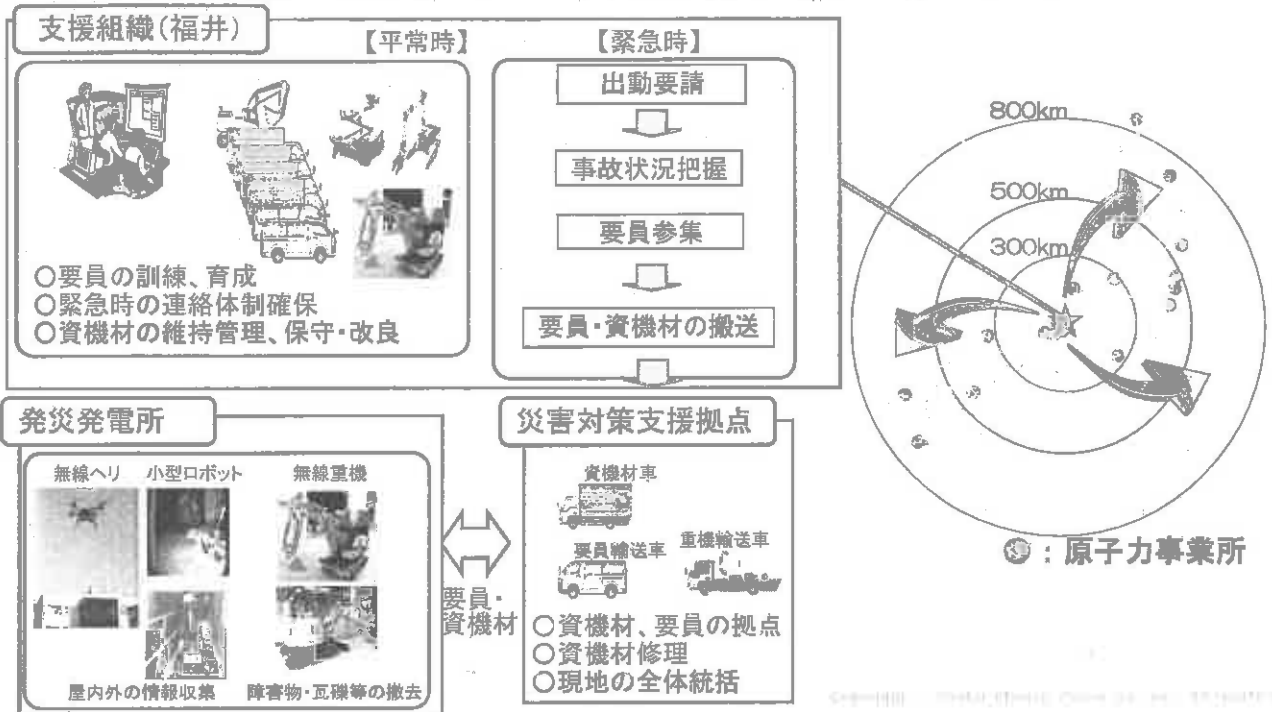 支援組織(福井)
【平常時】
○要員の訓練、育成
○緊急時の連絡体制確保
○資機材の維持管理、保守・改良
【緊急時】
出動要請
事故状況把握
要員参集
要員・資機材の搬送
800km
500km
300km
:原子力事業所
発災発電所
無線ヘリ 小型ロボット 無線重機
屋内外の情報収集 障害物・瓦礫等の撤去
要員・
資機材
災害対策支援拠点
資機材車
要員輸送車
重機輸送車
○資機材、要員の拠点
○資機材修理
○現地の全体統括